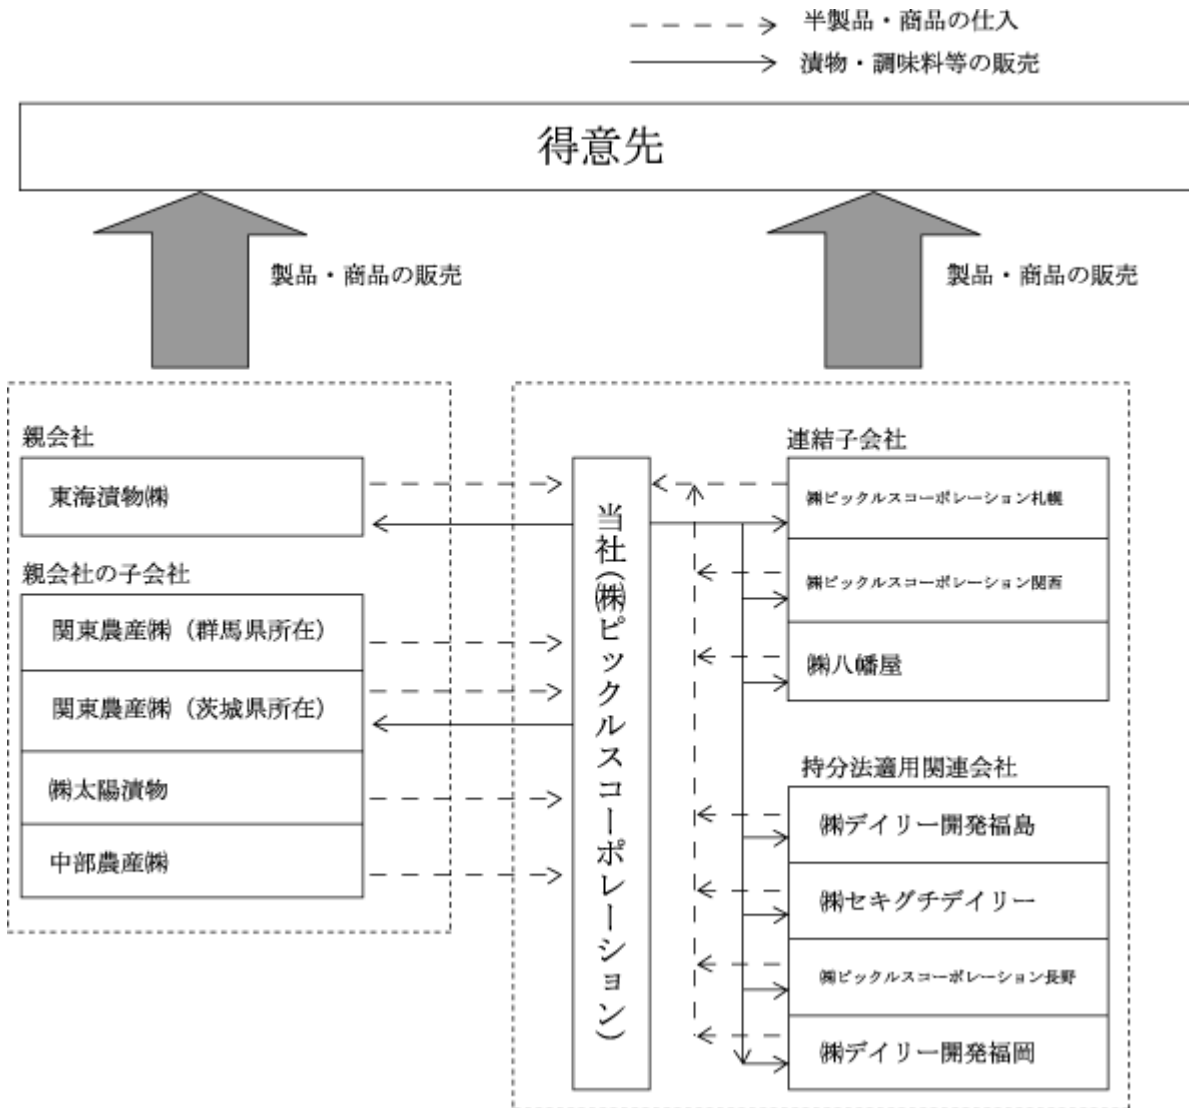 半製品・商品の仕入
漬物・調味料等の販売
得意先
製品・商品の販売
製品・商品の販売
親会社
東海漬物㈱
親会社の子会社
関東農産㈱（群馬県所在）
関東農産㈱（茨城県所在）
㈱太陽漬物
中部農産㈱
当社（㈱ピックルスコーポレーション）
連結子会社
㈱ピックルスコーポレーション札幌
㈱ピックルスコーポレーション関西
㈱八幡屋
持分法適用関連会社
㈱デイリー開発福島
㈱セキグチデイリー
㈱ピックルスコーポレーション長野
㈱デイリー開発福岡